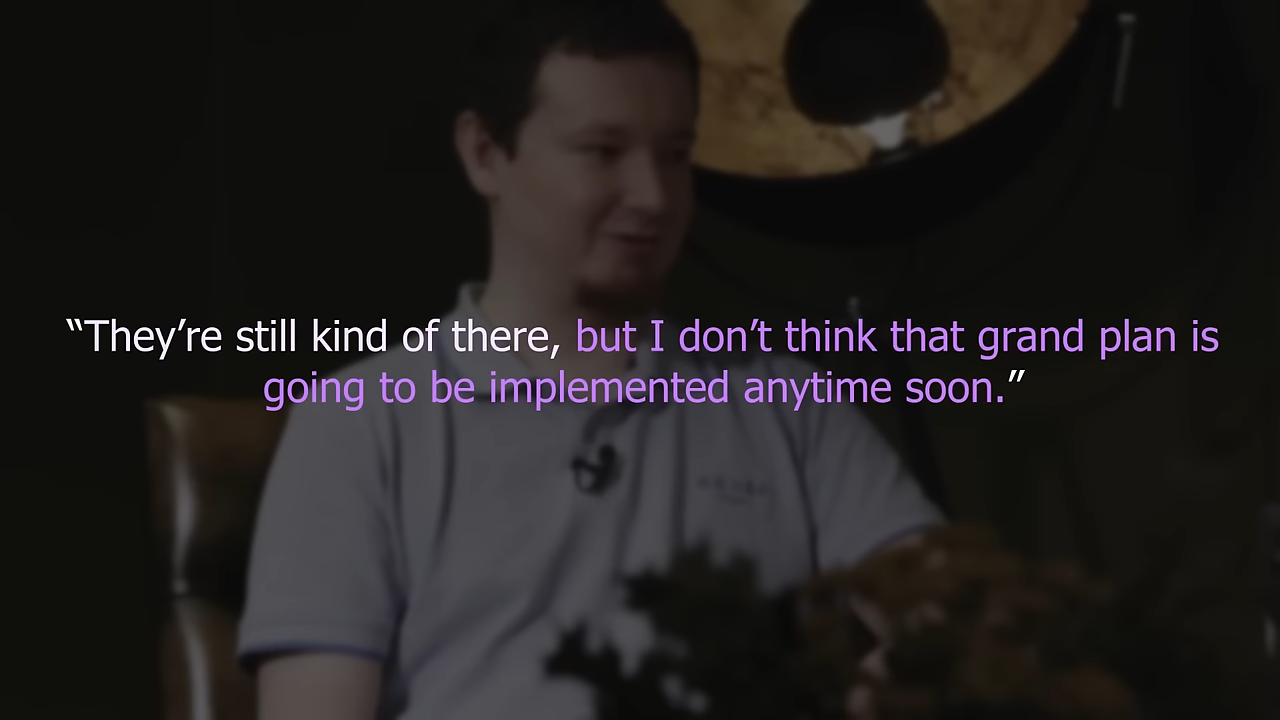 “They’re still kind of there, but I don’t think that grand plan is
going to be implemented anytime soon.”